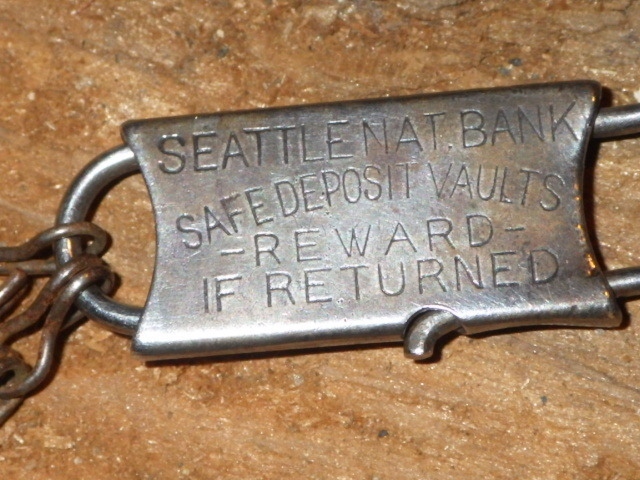 SEATTLE NAT. BANK
SAFE DEPOSIT VAULTS
-REWARD-
IF RETURNED